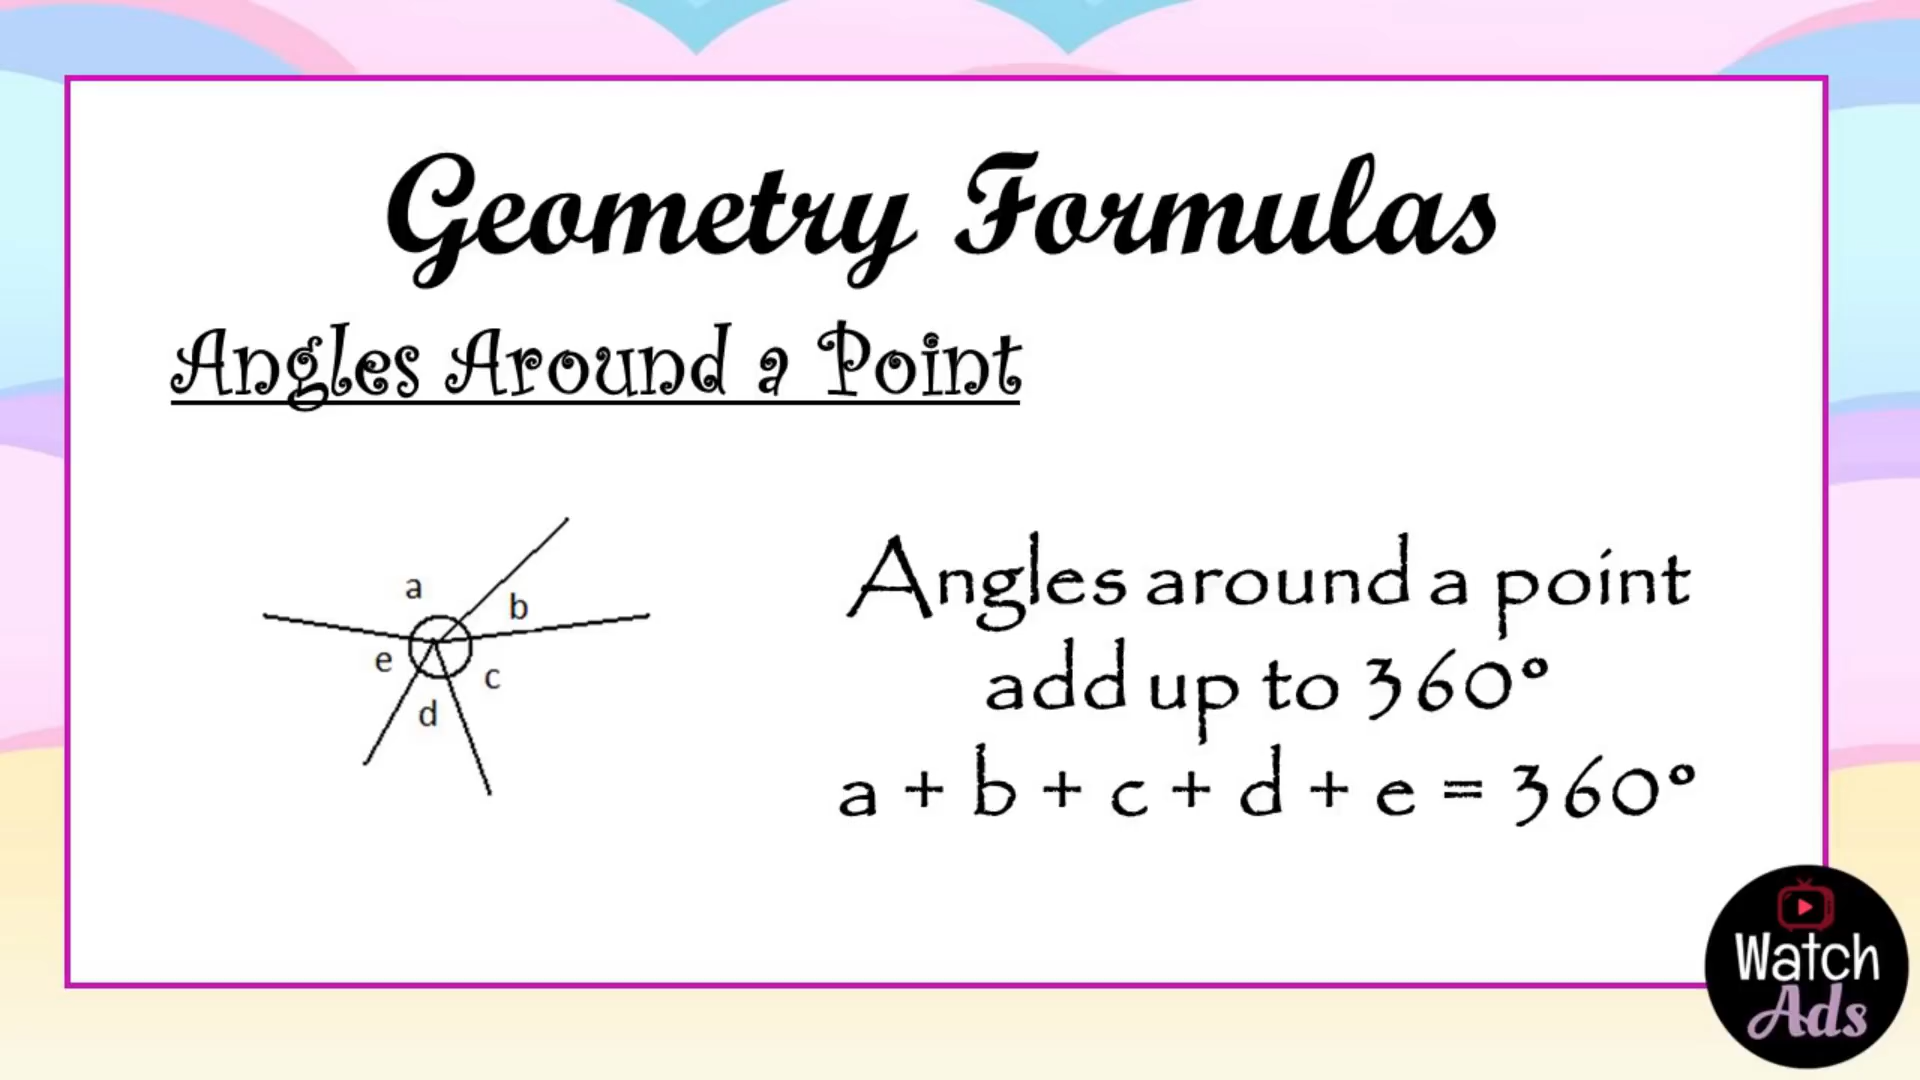 Geometry Formulas
Angles Around a Point
a
b
e
c
d
Angles around a point
add up to 360°
a + b + c + d + e = 360°
Watch
Ads